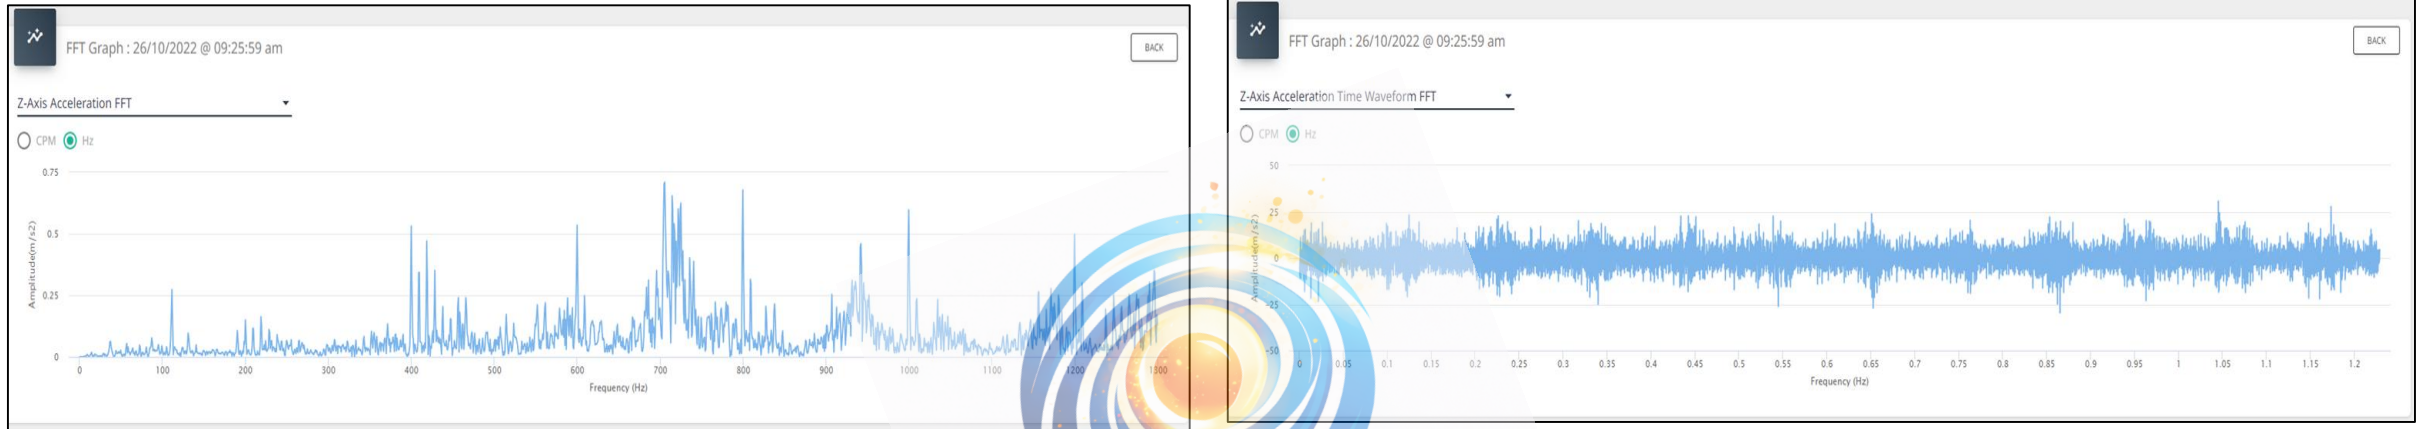 FFT Graph : 26/10/2022 @ 09:25:59 am
BACK
Z-Axis Acceleration FFT
CPM Hz
0.75
0.5
0.25
0
Amplitude(m/s2)
0 100 200 300 400 500 600 700 800 900 1000 1100 1200 1300
Frequency (Hz)
FFT Graph : 26/10/2022 @ 09:25:59 am
BACK
Z-Axis Acceleration Time Waveform FFT
CPM Hz
50
25
0
-25
-50
Amplitude(m/s2)
0 0.05 0.1 0.15 0.2 0.25 0.3 0.35 0.4 0.45 0.5 0.55 0.6 0.65 0.7 0.75 0.8 0.85 0.9 0.95 1 1.05 1.1 1.15 1.2
Frequency (Hz)